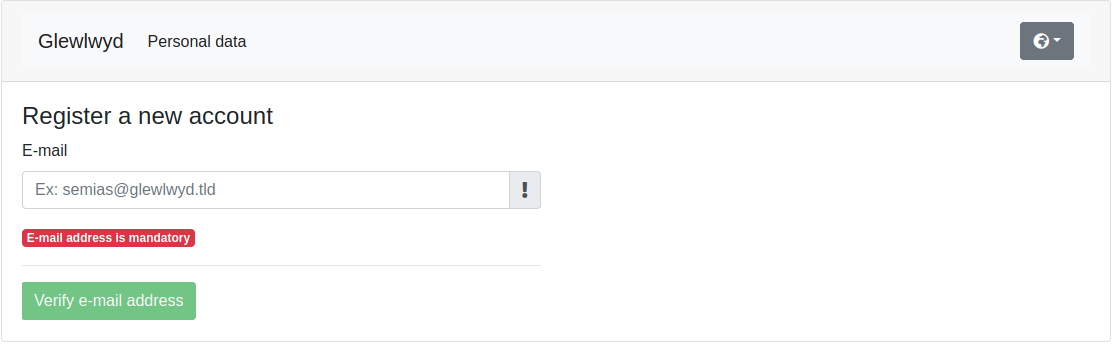 Glewlwyd Personal data
Register a new account
E-mail
Ex: semias@glewlwyd.tld
E-mail address is mandatory
Verify e-mail address